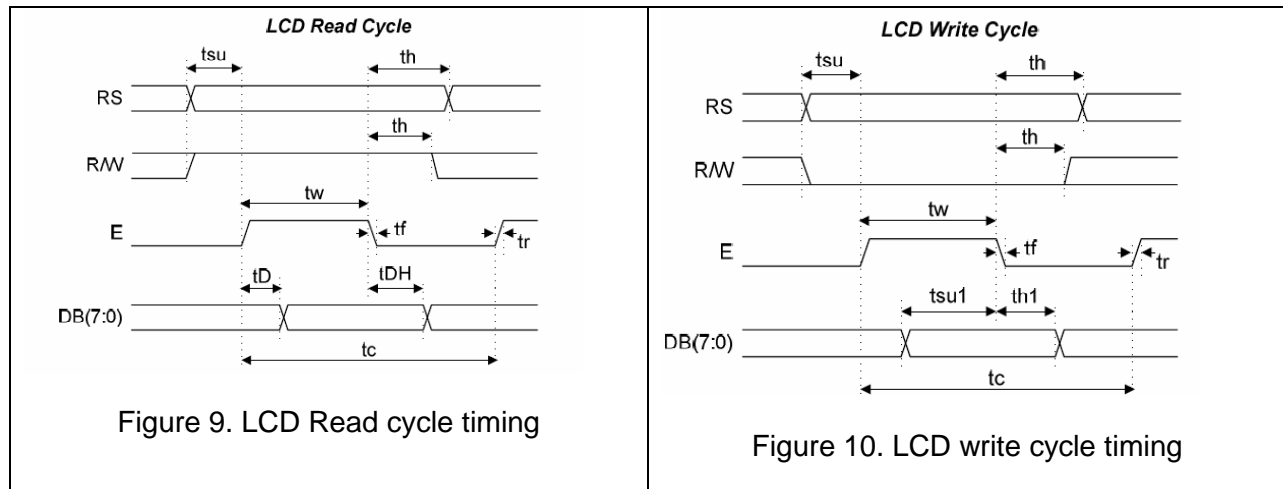 LCD Read Cycle
tsu
th
RS
th
R/W
tw
E
tf
tr
tD
tDH
DB(7:0)
tc
Figure 9. LCD Read cycle timing
LCD Write Cycle
tsu
th
RS
th
R/W
tw
E
tf
tr
tsu1
th1
DB(7:0)
tc
Figure 10. LCD write cycle timing